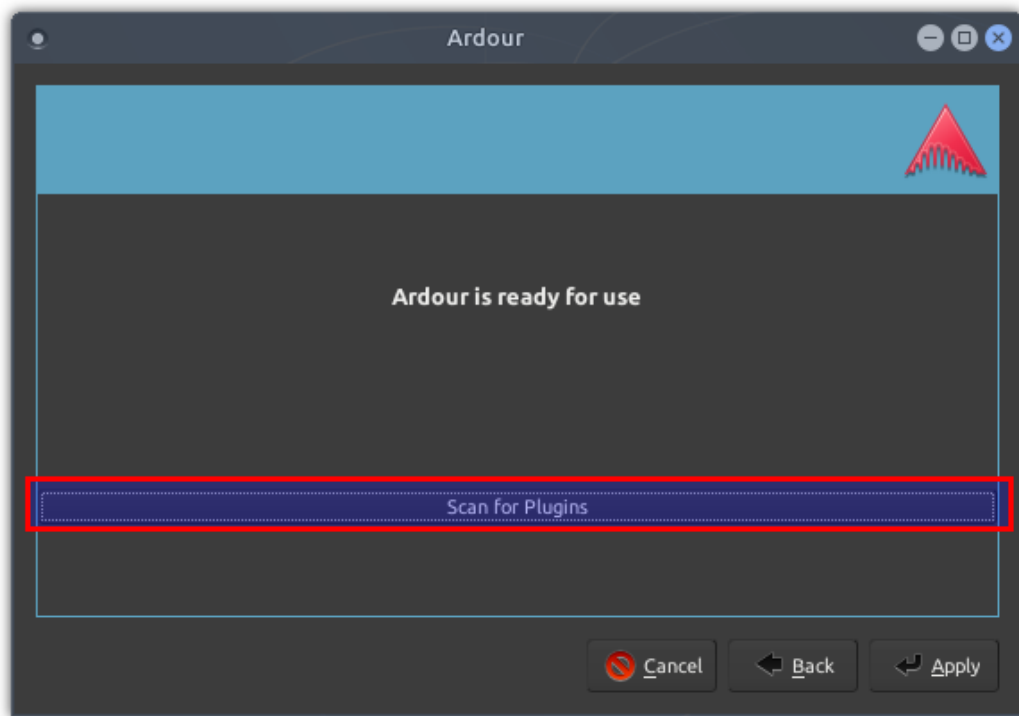 Ardour
Ardour is ready for use
Scan for Plugins
Cancel
Back
Apply